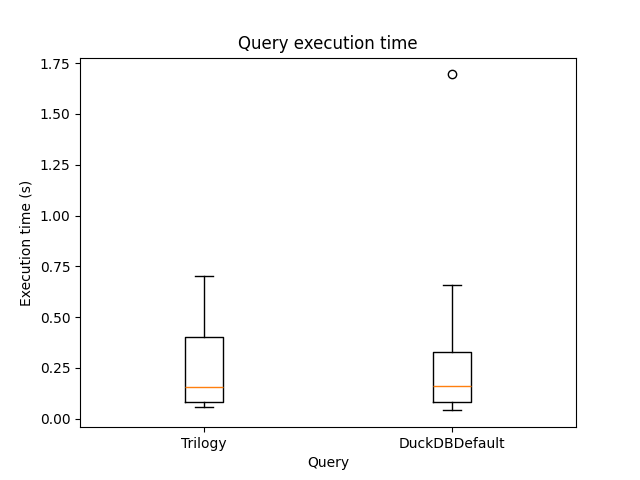 Query execution time
1.75
1.50
1.25
1.00
0.75
0.50
0.25
0.00
Execution time (s)
Trilogy
DuckDBDefault
Query